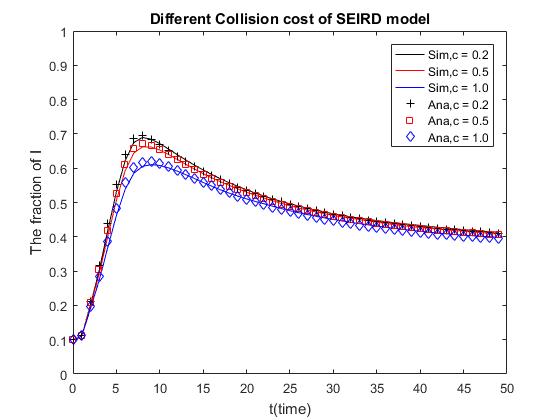 Different Collision cost of SEIRD model
1
0.9
0.8
0.7
0.6
0.5
0.4
0.3
0.2
0.1
0
The fraction of I
Sim,c = 0.2
Sim,c = 0.5
Sim,c = 1.0
Ana,c = 0.2
Ana,c = 0.5
Ana,c = 1.0
0 5 10 15 20 25 30 35 40 45 50
t(time)